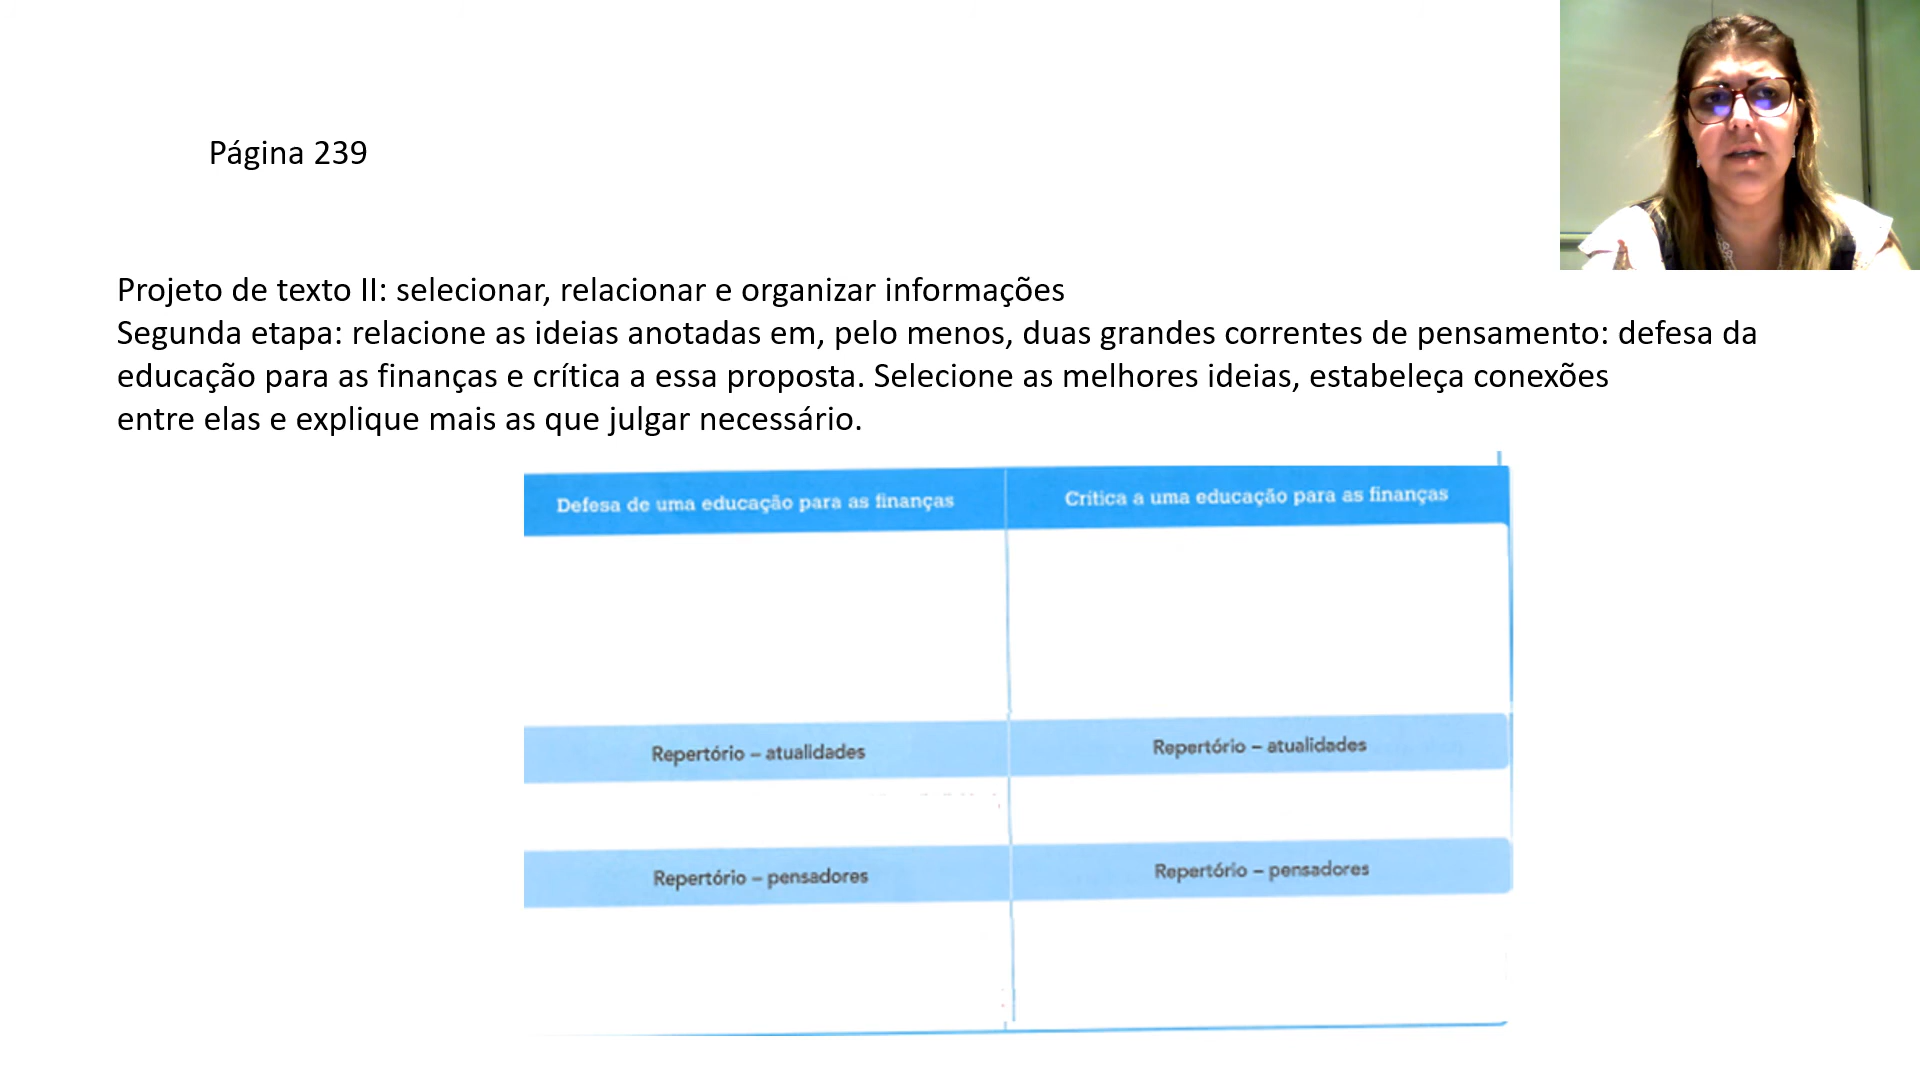 Página 239
Projeto de texto II: selecionar, relacionar e organizar informações
Segunda etapa: relacione as ideias anotadas em, pelo menos, duas grandes correntes de pensamento: defesa da
educação para as finanças e crítica a essa proposta. Selecione as melhores ideias, estabeleça conexões
entre elas e explique mais as que julgar necessário.
Defesa de uma educação para as finanças
Crítica a uma educação para as finanças
Repertório – atualidades
Repertório – atualidades
Repertório – pensadores
Repertório – pensadores